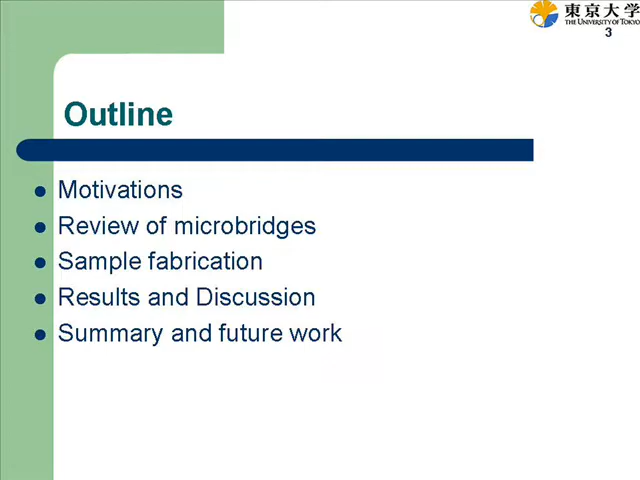 東京大学
THE UNIVERSITY OF TOKYO
3
Outline
Motivations
Review of microbridges
Sample fabrication
Results and Discussion
Summary and future work